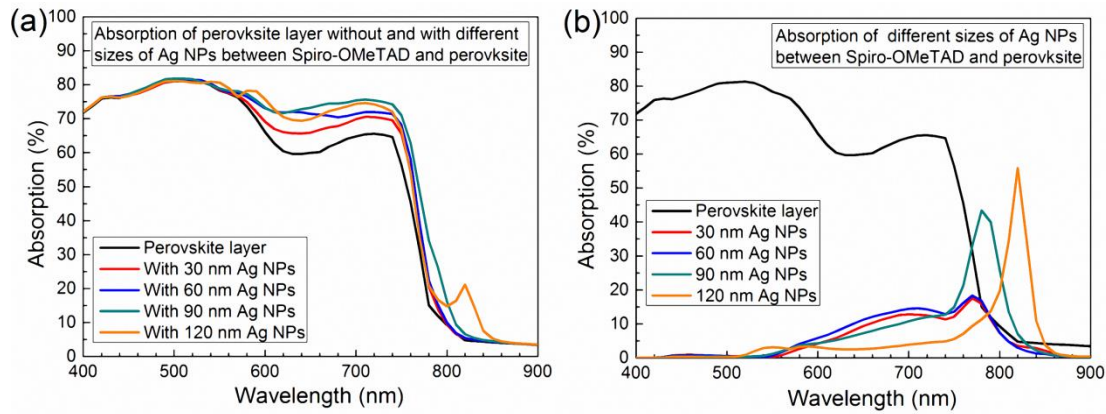 (a)
Absorption of perovksite layer without and with different
sizes of Ag NPs between Spiro-OMeTAD and perovksite
100
90
80
70
60
50
40
30
20
10
0
Absorption (%)
Perovskite layer
With 30 nm Ag NPs
With 60 nm Ag NPs
With 90 nm Ag NPs
With 120 nm Ag NPs
400 500 600 700 800 900
Wavelength (nm)
(b)
Absorption of different sizes of Ag NPs
between Spiro-OMeTAD and perovksite
100
90
80
70
60
50
40
30
20
10
0
Absorption (%)
Perovskite layer
30 nm Ag NPs
60 nm Ag NPs
90 nm Ag NPs
120 nm Ag NPs
400 500 600 700 800 900
Wavelength (nm)